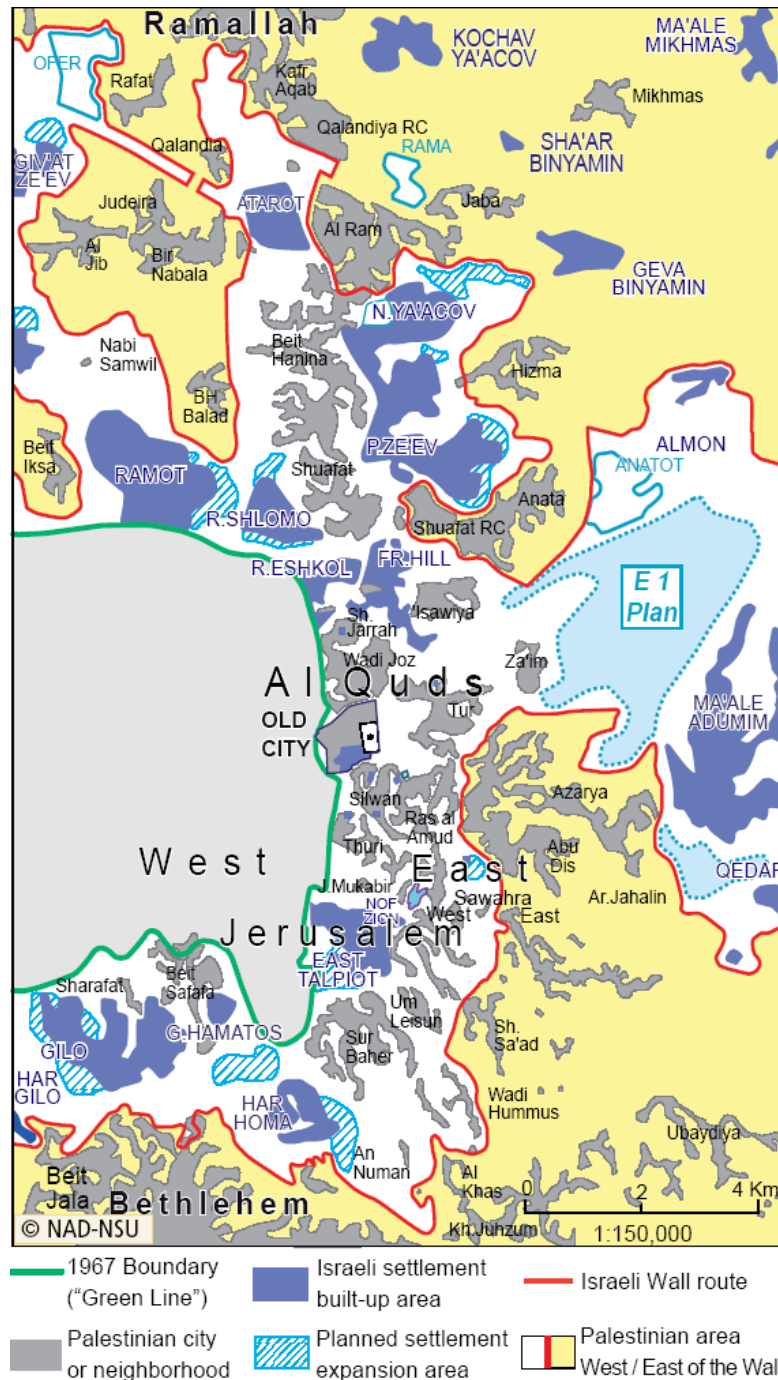 Ramallah
OFER
Rafat
Kafr
Aqab
KOCHAV
YA'ACOV
MA'ALE
MIKHMAS
Mikhmas
Qalandia
Qalandiya RC
RAMA
SHA'AR
BINYAMIN
GIV'AT
ZE'EV
Judeira
ATAROT
Jaba
Al
Jib
Bir
Nabala
Al Ram
GEVA
BINYAMIN
N.YA'ACOV
Nabi
Samwil
Beit
Hanina
Hizma
BH
Balad
Beit
Iksa
RAMOT
Shuafat
P.ZE'EV
ALMON
ANATOT
Anata
R.SHLOMO
Shuafat RC
R.ESHKOL
FR.HILL
E 1
Plan
'Isawiya
Sh.
Jarrah
Wadi Joz
Za'im
Al Quds
Tur
OLD
CITY
MA'ALE
ADUMIM
Silwan
Azarya
Ras al
Amud
Thuri
Abu
Dis
West
East
QEDAR
J.Mukabir
NOF
ZION
Sawahra
West
East
Ar.Jahalin
Jerusalem
EAST
TALPIOT
Sharafat
Beit
Safafa
G.HAMATOS
Um
Leisun
GILO
Sur
Baher
Sh.
Sa'ad
HAR
GILO
HAR
HOMA
Wadi
Hummus
Ubaydiya
An
Numan
Beit
Jala
Bethlehem
Al
Khas
Kh.Juhzum
0 2 4 Km
1:150,000
© NAD-NSU
1967 Boundary
("Green Line")
Israeli settlement
built-up area
Israeli Wall route
Palestinian city
or neighborhood
Planned settlement
expansion area
Palestinian area
West / East of the Wall